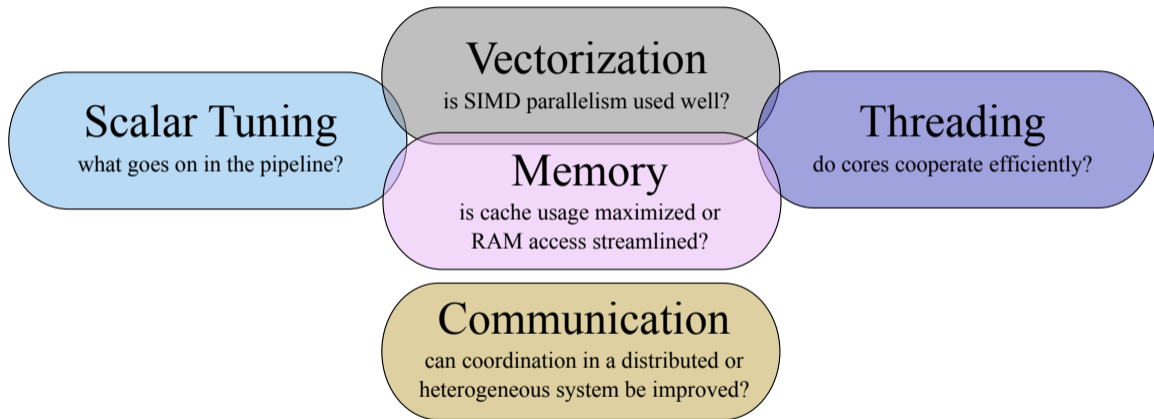 Vectorization
is SIMD parallelism used well?
Scalar Tuning
what goes on in the pipeline?
Threading
do cores cooperate efficiently?
Memory
is cache usage maximized or
RAM access streamlined?
Communication
can coordination in a distributed or
heterogeneous system be improved?